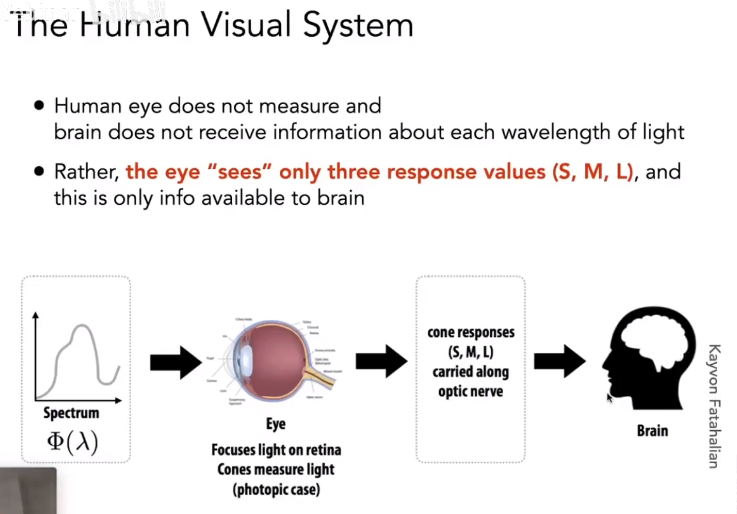 The Human Visual System
● Human eye does not measure and
brain does not receive information about each wavelength of light
● Rather, the eye “sees” only three response values (S, M, L), and
this is only info available to brain
Spectrum
Φ(λ)
Eye
Focuses light on retina
Cones measure light
(photopic case)
cone responses
(S, M, L)
carried along
optic nerve
Brain
Kayvon Fatahalian